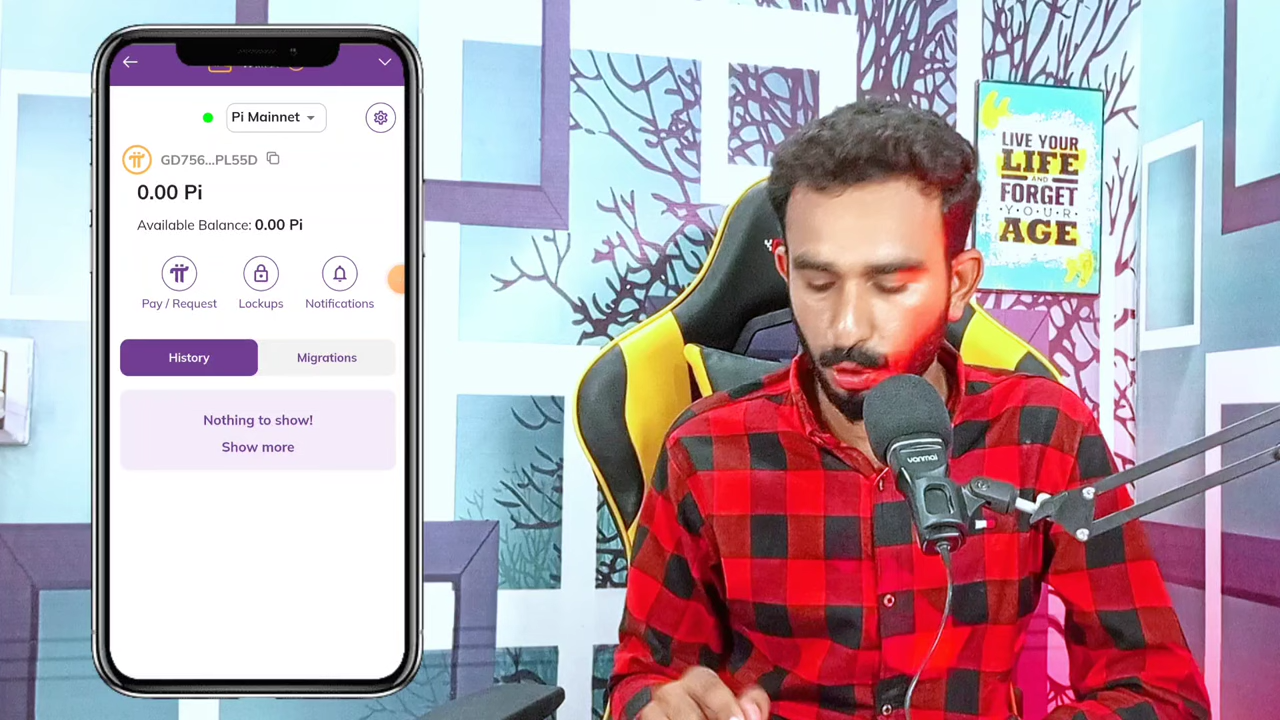 Pi Mainnet
GD756...PL55D
0.00 Pi
Available Balance: 0.00 Pi
Pay / Request
Lockups
Notifications
History
Migrations
Nothing to show!
Show more
LIVE YOUR
LIFE
AND
FORGET
YOUR
AGE
vanmai